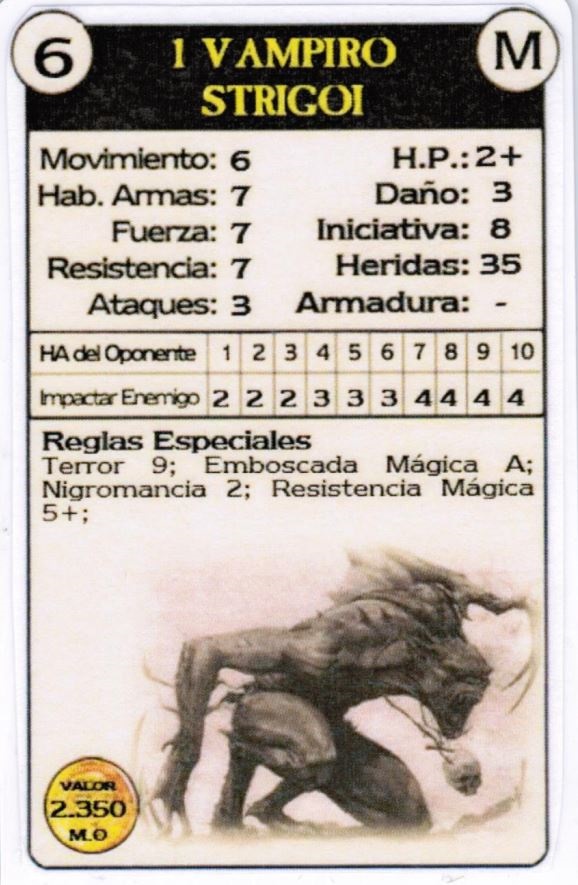 6
1 VAMPIRO
STRIGOI
M
Movimiento: 6 H.P.: 2+
Hab. Armas: 7 Daño: 3
Fuerza: 7 Iniciativa: 8
Resistencia: 7 Heridas: 35
Ataques: 3 Armadura: -
HA del Oponente 1 2 3 4 5 6 7 8 9 10
Impactar Enemigo 2 2 2 3 3 3 4 4 4 4
Reglas Especiales
Terror 9; Emboscada Mágica A;
Nigromancia 2; Resistencia Mágica
5+;
VALOR
2.350
M.O